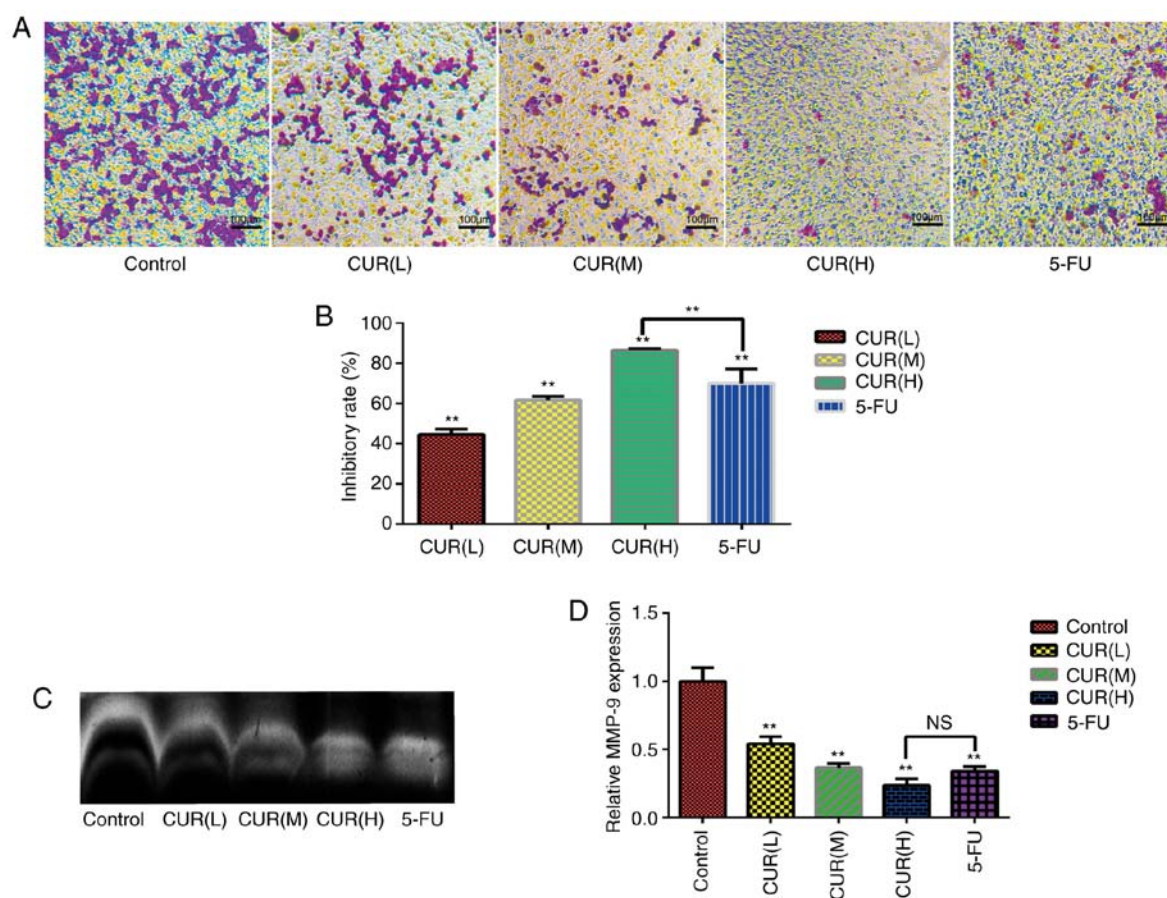 A
100µm
100µm
100µm
100µm
100µm
Control
CUR(L)
CUR(M)
CUR(H)
5-FU
B
Inhibitory rate (%)
100
80
60
40
20
0
**
**
**
**
**
CUR(L)
CUR(M)
CUR(H)
5-FU
CUR(L)
CUR(M)
CUR(H)
5-FU
C
Control
CUR(L)
CUR(M)
CUR(H)
5-FU
D
Relative MMP-9 expression
1.5
1.0
0.5
0.0
**
**
**
**
NS
Control
CUR(L)
CUR(M)
CUR(H)
5-FU
Control
CUR(L)
CUR(M)
CUR(H)
5-FU